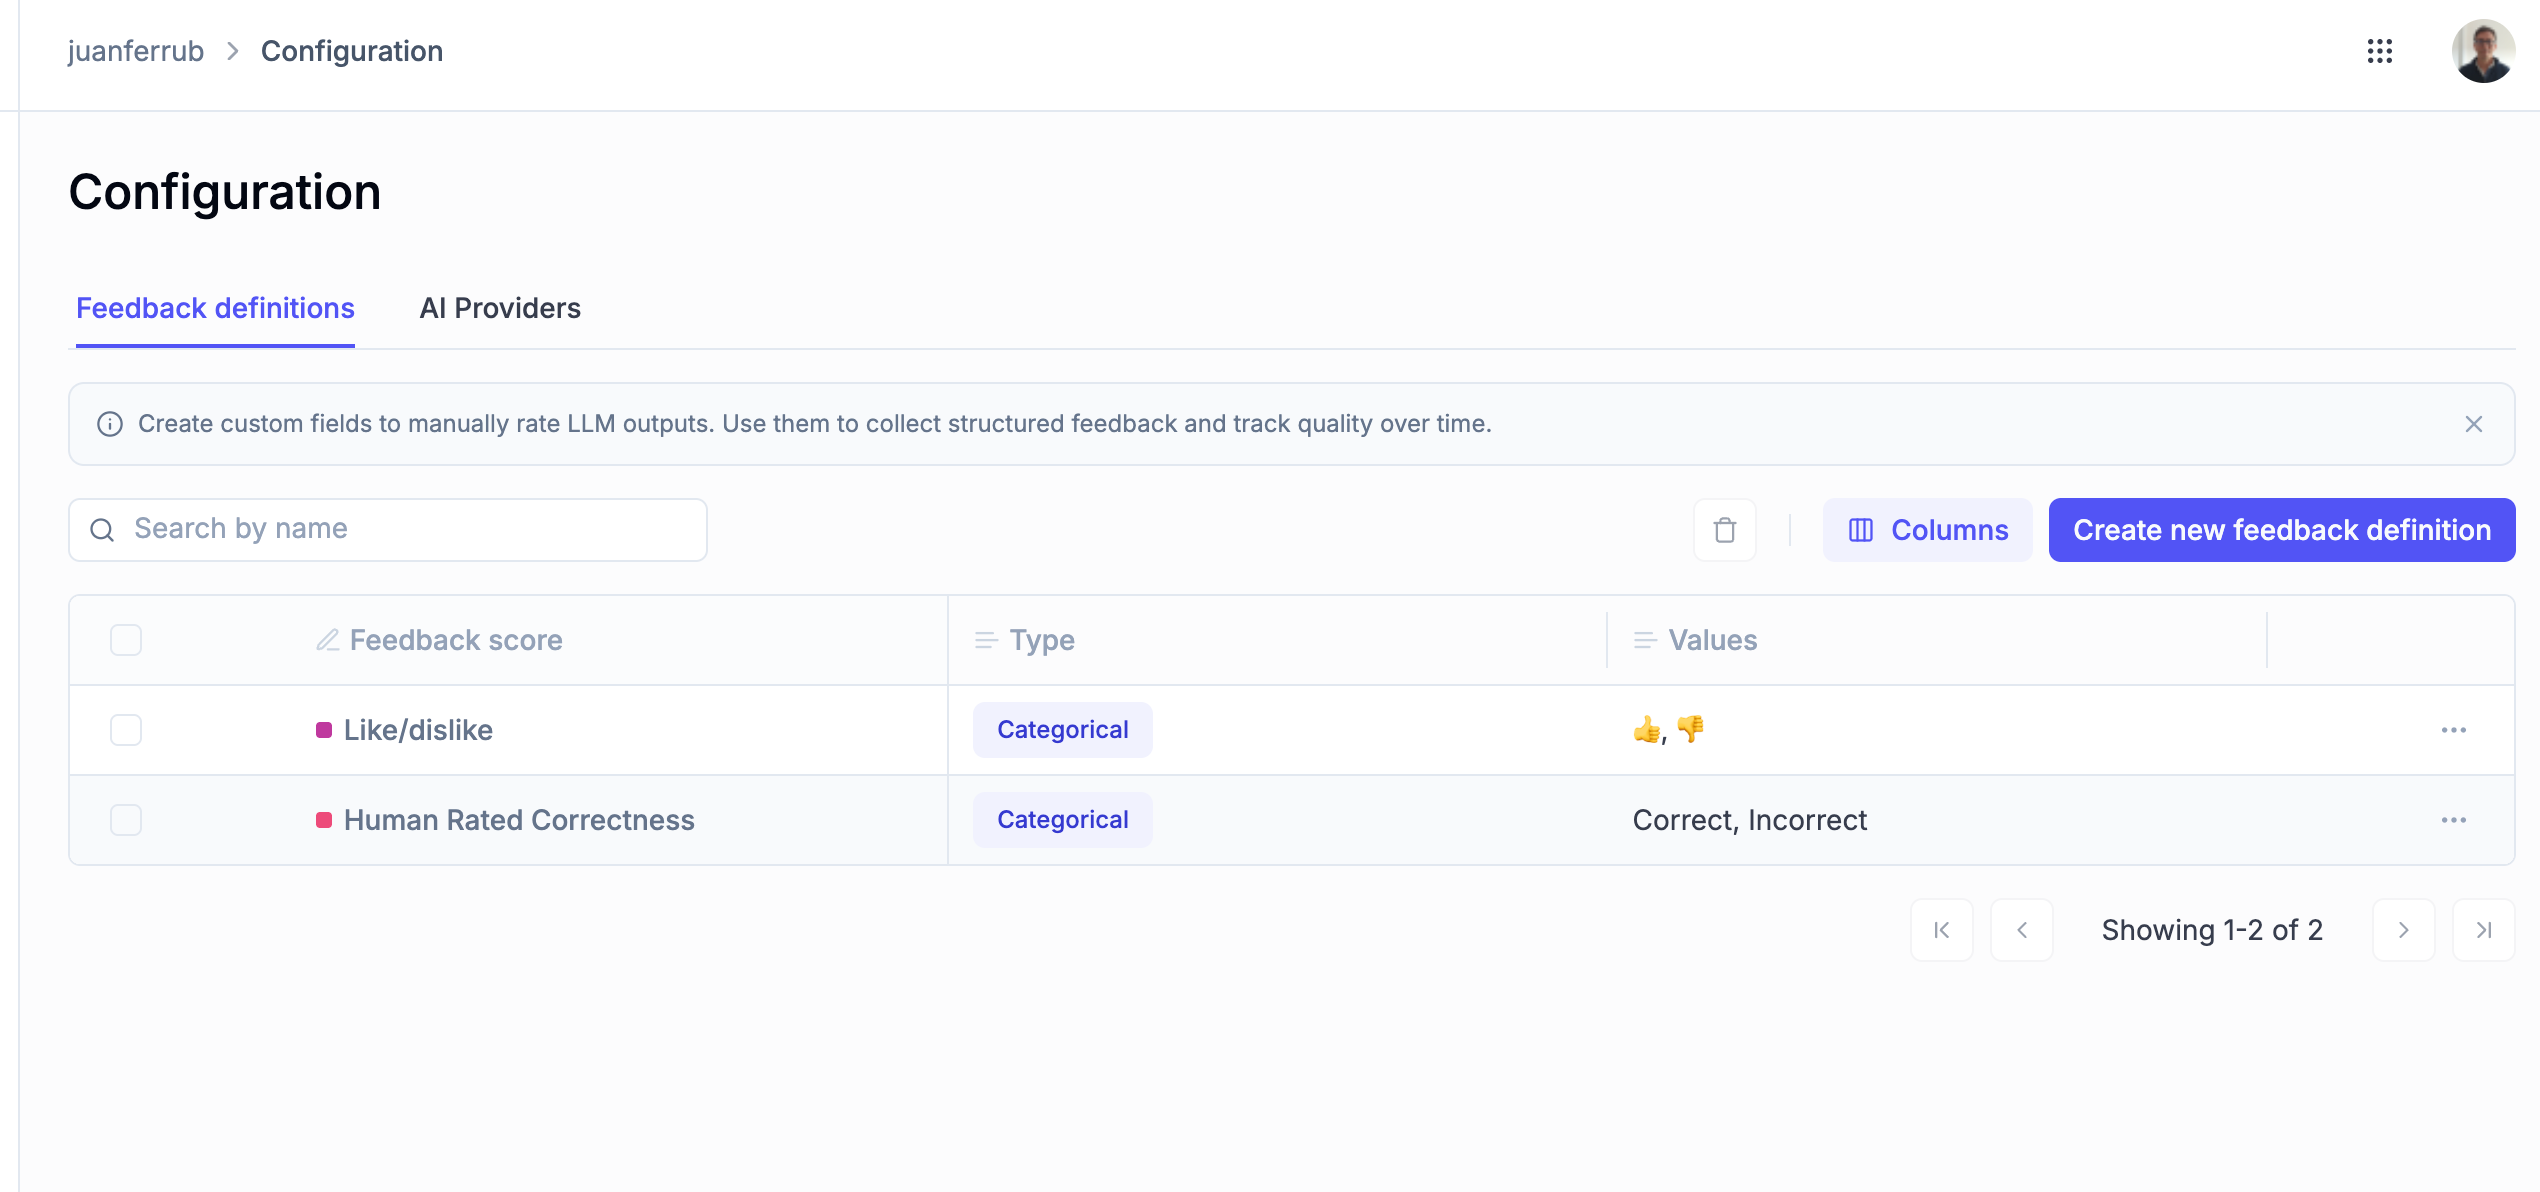 juanferrub > Configuration
Configuration
Feedback definitions AI Providers
Create custom fields to manually rate LLM outputs. Use them to collect structured feedback and track quality over time.
Search by name Columns Create new feedback definition
Feedback score Type Values
Like/dislike Categorical 👍, 👎
Human Rated Correctness Categorical Correct, Incorrect
Showing 1-2 of 2